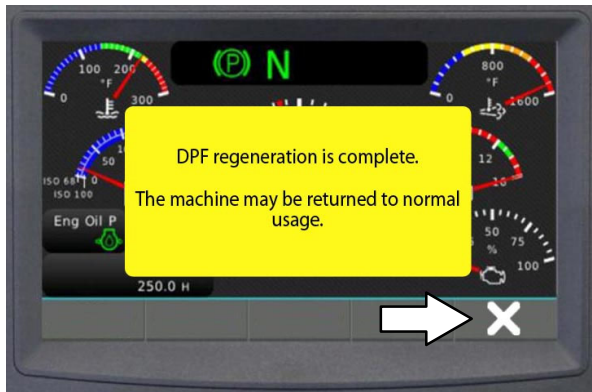 (P) N
100 200
°F
0 300
800
°F
0 1600
DPF regeneration is complete.
The machine may be returned to normal
usage.
50
ISO 68 0
ISO 100
12
Eng Oil P
50
75
%
100
250.0 H